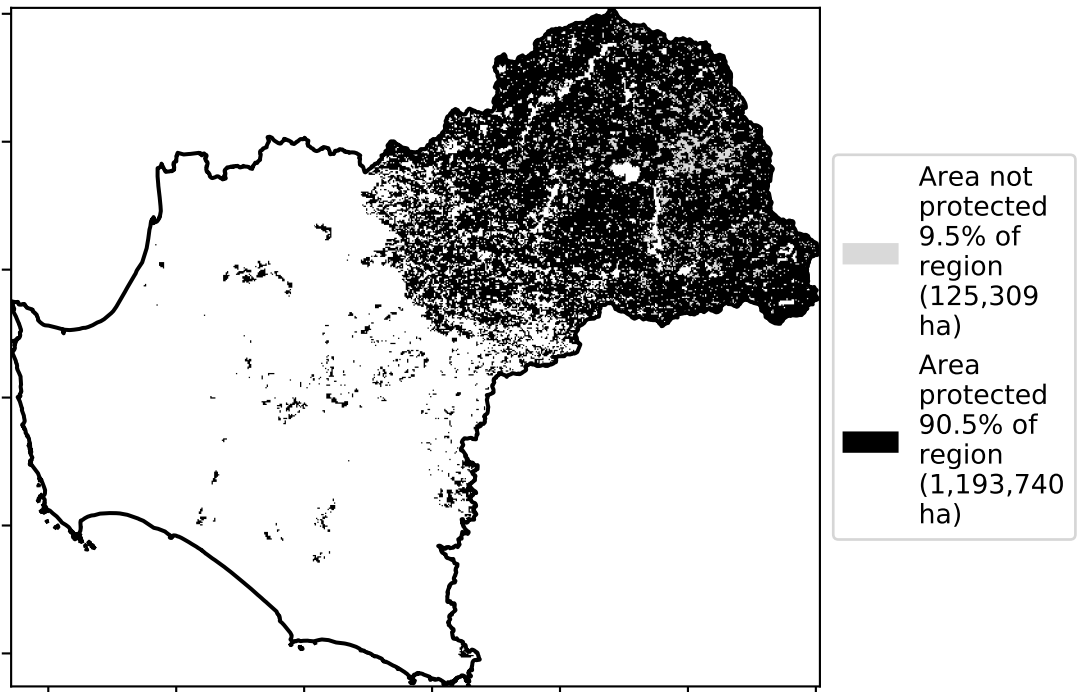 Area not
protected
9.5% of
region
(125,309
ha)
Area
protected
90.5% of
region
(1,193,740
ha)